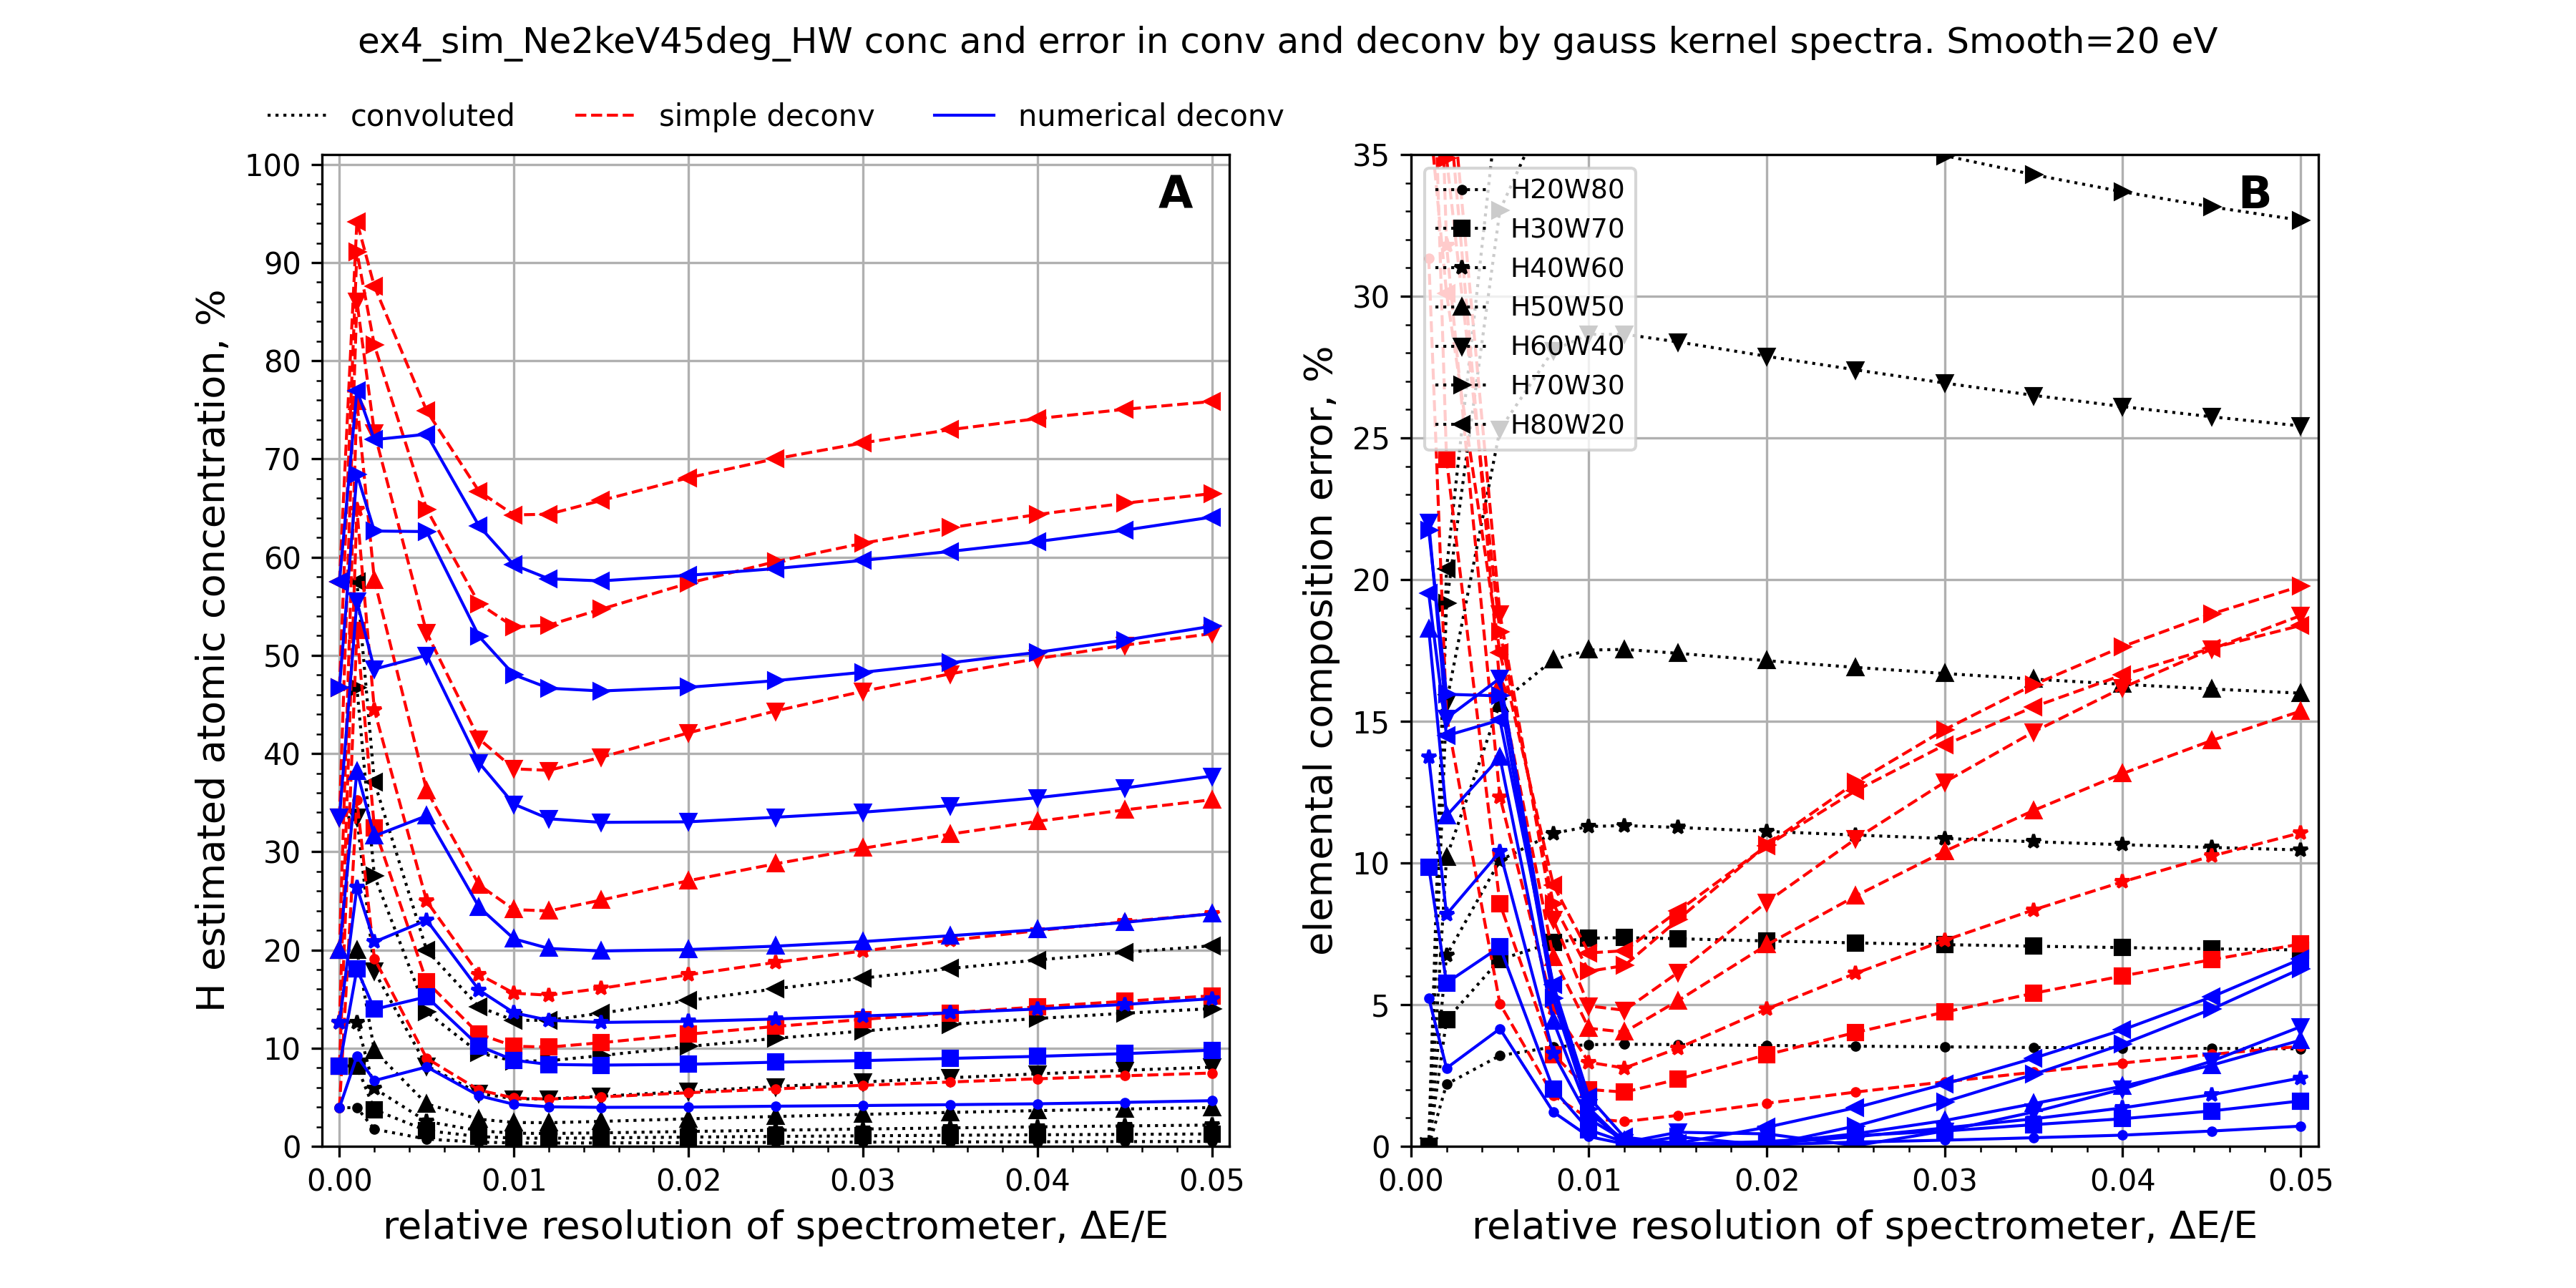 ex4_sim_Ne2keV45deg_HW conc and error in conv and deconv by gauss kernel spectra. Smooth=20 eV
convoluted simple deconv numerical deconv
A
H estimated atomic concentration, %
100
90
80
70
60
50
40
30
20
10
0
0.00 0.01 0.02 0.03 0.04 0.05
relative resolution of spectrometer, ΔE/E
B
elemental composition error, %
35
30
25
20
15
10
5
0
H20W80
H30W70
H40W60
H50W50
H60W40
H70W30
H80W20
0.00 0.01 0.02 0.03 0.04 0.05
relative resolution of spectrometer, ΔE/E